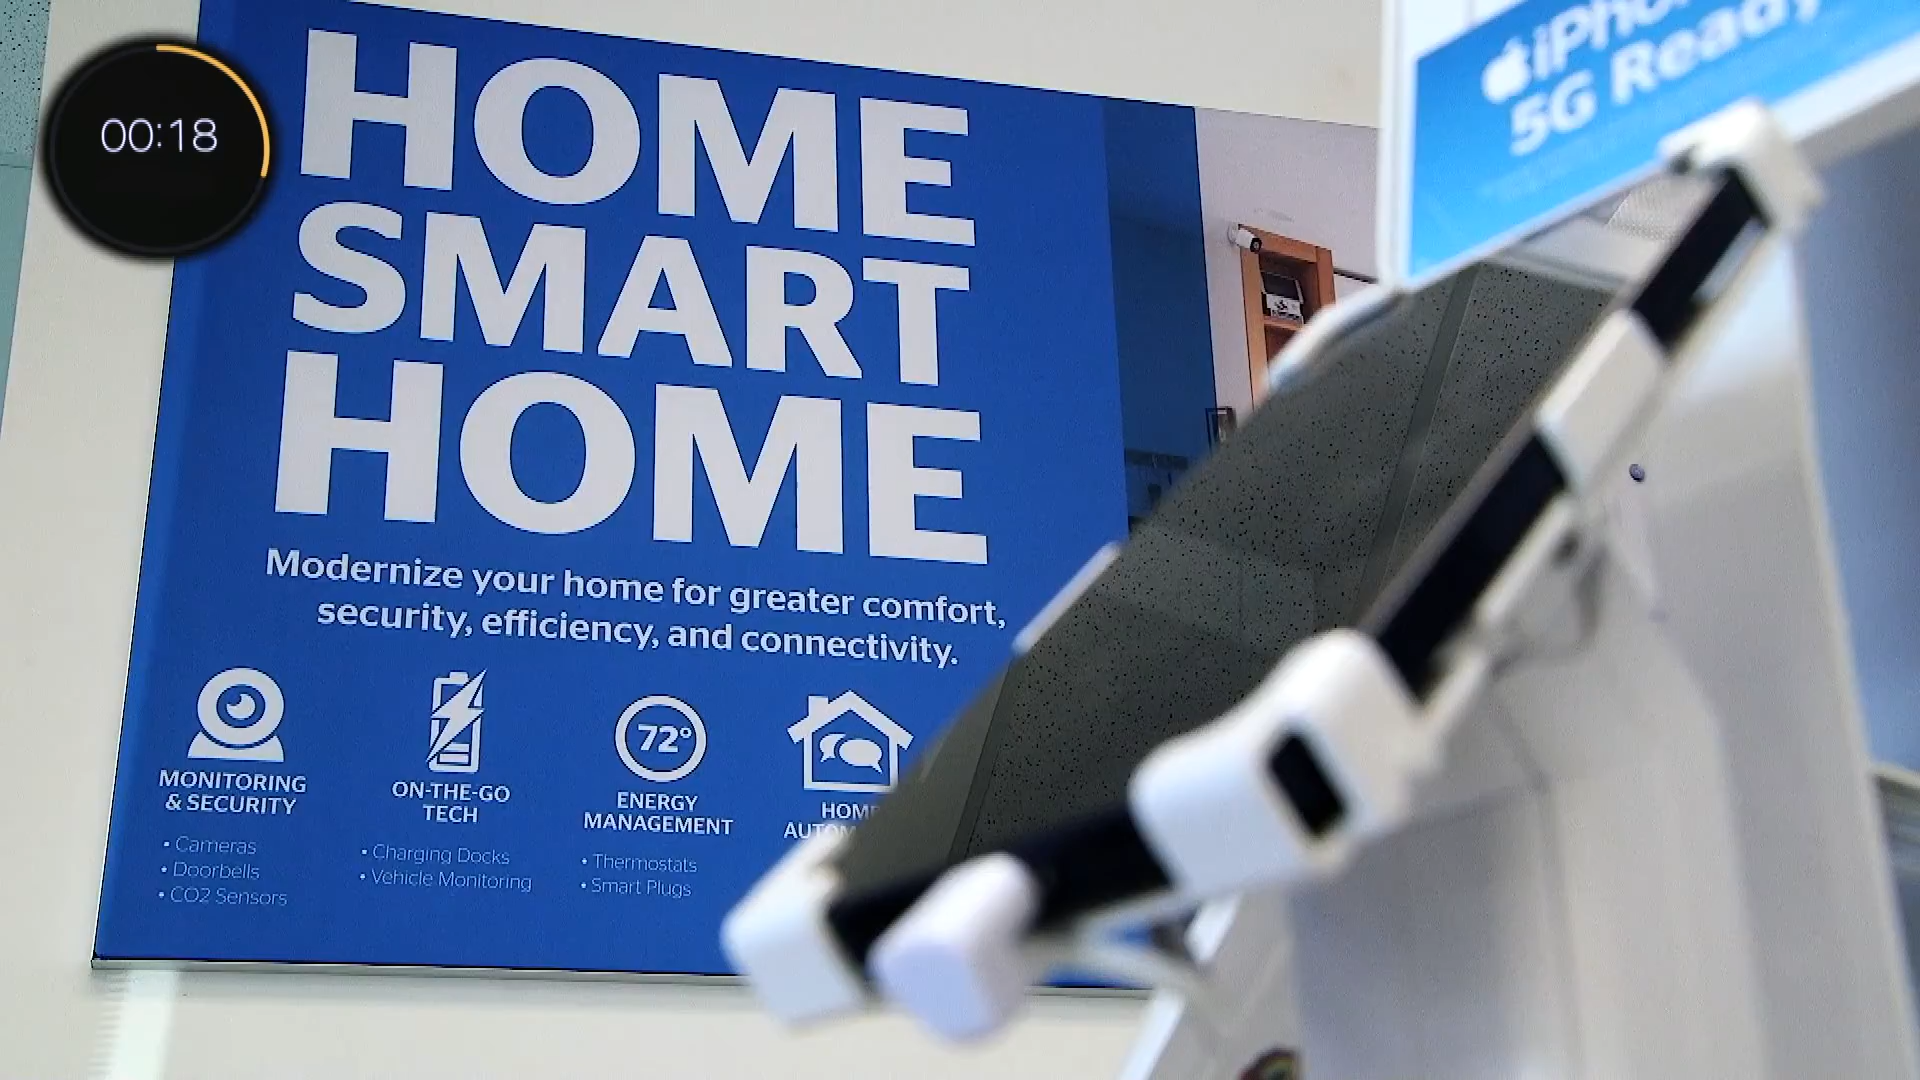 00:18
HOME
SMART
HOME
Modernize your home for greater comfort,
security, efficiency, and connectivity.
MONITORING
& SECURITY
• Cameras
• Doorbells
• CO2 Sensors
ON-THE-GO
TECH
• Charging Docks
• Vehicle Monitoring
72°
ENERGY
MANAGEMENT
• Thermostats
• Smart Plugs
HOME
5G Ready